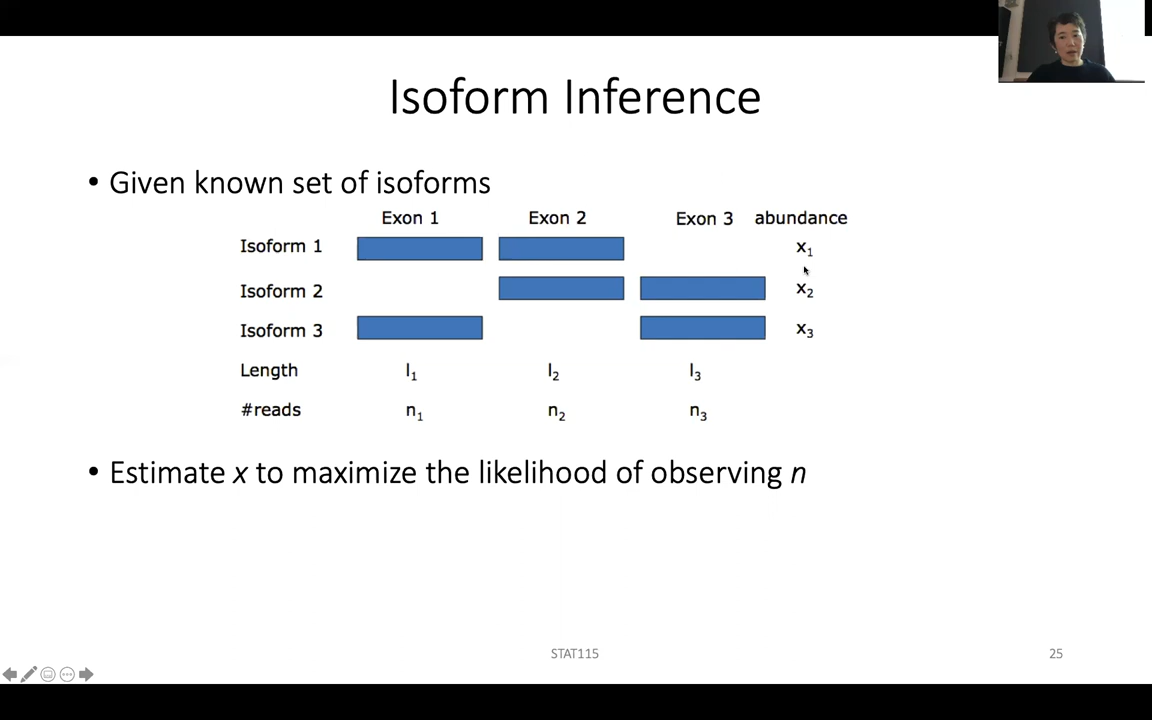 Isoform Inference
• Given known set of isoforms
Exon 1 Exon 2 Exon 3 abundance
Isoform 1 x₁
Isoform 2 x₂
Isoform 3 x₃
Length l₁ l₂ l₃
#reads n₁ n₂ n₃
• Estimate x to maximize the likelihood of observing n
STAT115 25